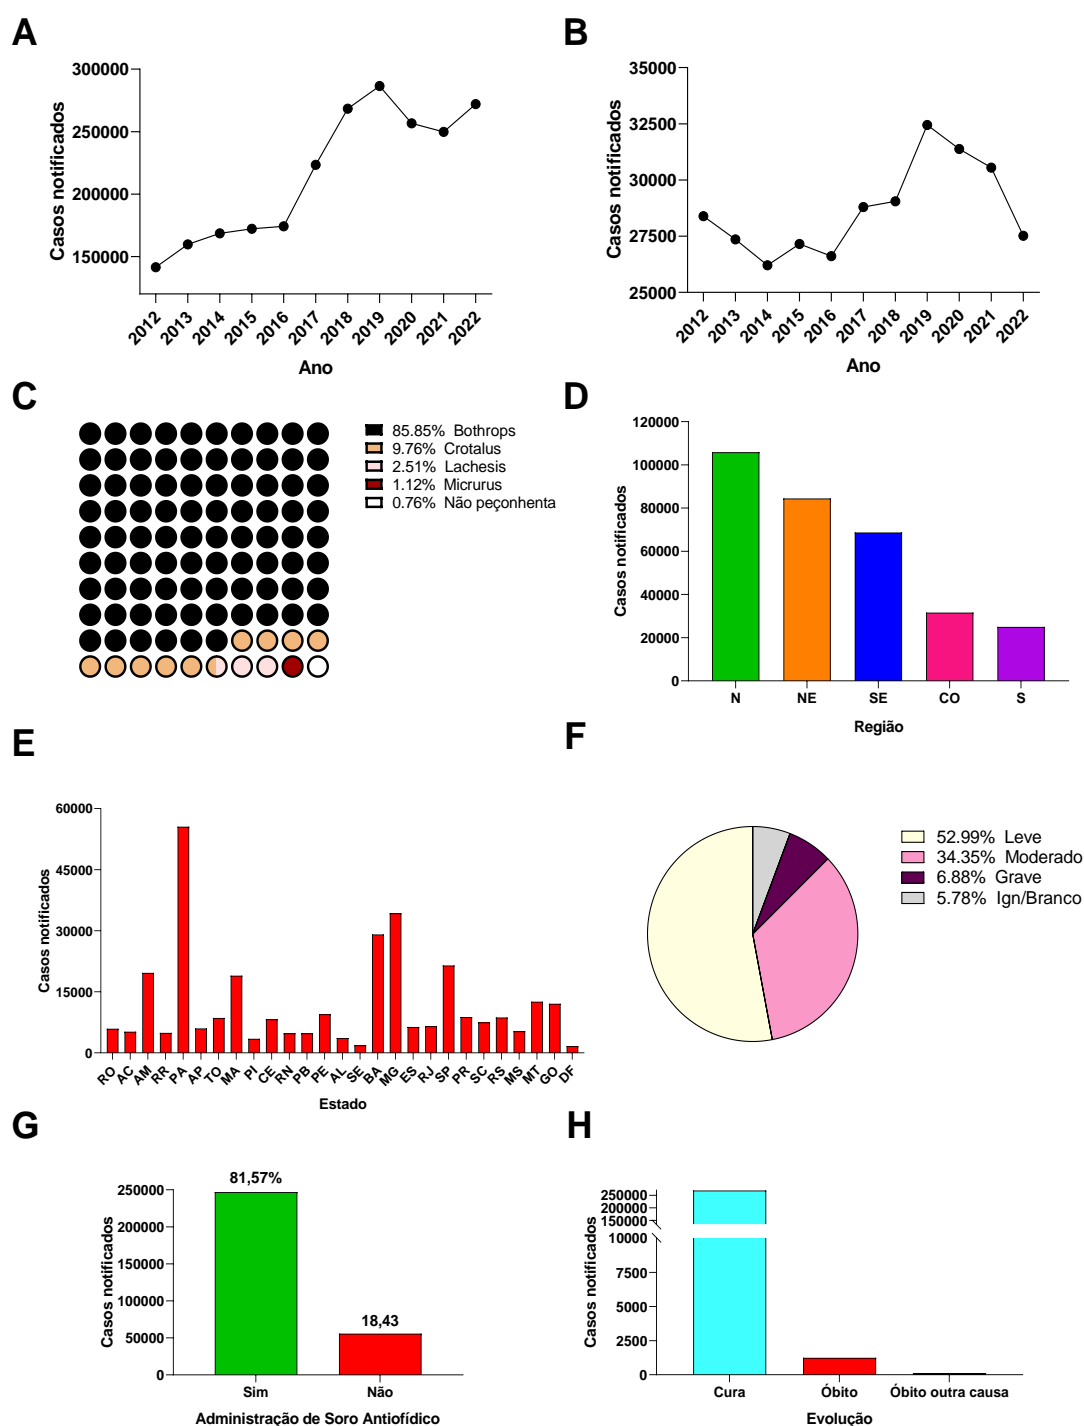 A
Casos notificados
300000
250000
200000
150000
2012
2013
2014
2015
2016
2017
2018
2019
2020
2021
2022
Ano
B
Casos notificados
35000
32500
30000
27500
25000
2012
2013
2014
2015
2016
2017
2018
2019
2020
2021
2022
Ano
C
85.85% Bothrops
9.76% Crotalus
2.51% Lachesis
1.12% Micrurus
0.76% Não peçonhenta
D
Casos notificados
120000
100000
80000
60000
40000
20000
0
N
NE
SE
CO
S
Região
E
Casos notificados
60000
45000
30000
15000
0
RO
AC
AM
RR
PA
AP
TO
MA
PI
CE
RN
PB
PE
AL
SE
BA
MG
ES
RJ
SP
PR
SC
RS
MS
MT
GO
DF
Estado
F
52.99% Leve
34.35% Moderado
6.88% Grave
5.78% Ign/Branco
G
Casos notificados
250000
200000
150000
100000
50000
0
81,57%
18,43
Sim
Não
Administração de Soro Antiofídico
H
Casos notificados
250000
200000
150000
10000
7500
5000
2500
0
Cura
Óbito
Óbito outra causa
Evolução